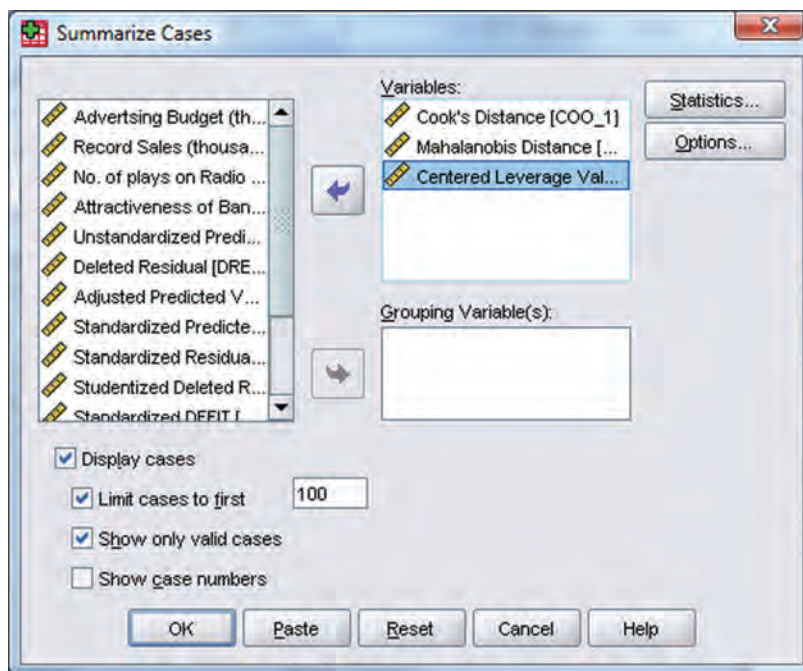 Summarize Cases
Advertsing Budget (th...
Record Sales (thousa...
No. of plays on Radio ...
Attractiveness of Ban...
Unstandardized Predi...
Deleted Residual [DRE...
Adjusted Predicted V...
Standardized Predicte...
Standardized Residua...
Studentized Deleted R...
Standardized DFFIT [
Variables:
Cook's Distance [COO_1]
Mahalanobis Distance [...
Centered Leverage Val...
Grouping Variable(s):
Statistics...
Options...
Display cases
Limit cases to first 100
Show only valid cases
Show case numbers
OK Paste Reset Cancel Help